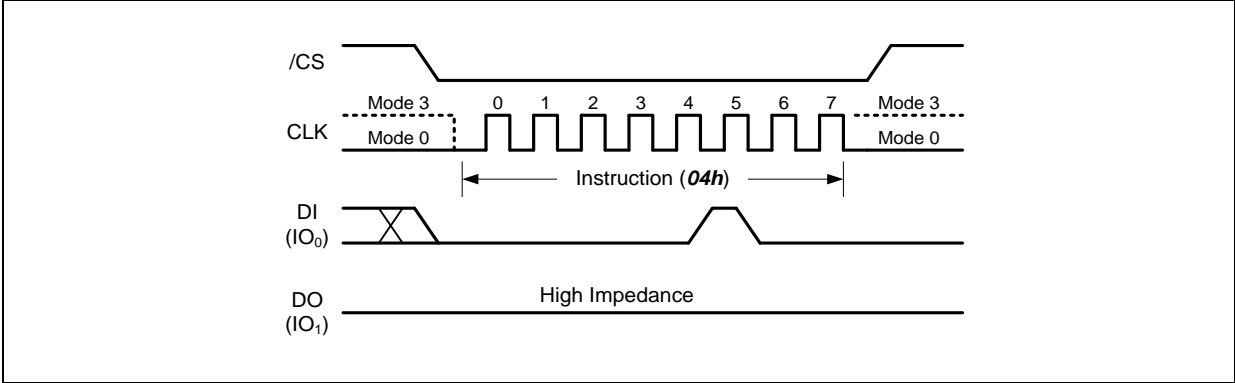 /CS
Mode 3 0 1 2 3 4 5 6 7 Mode 3
CLK
Mode 0 Mode 0
Instruction (04h)
DI
(IO₀)
High Impedance
DO
(IO₁)